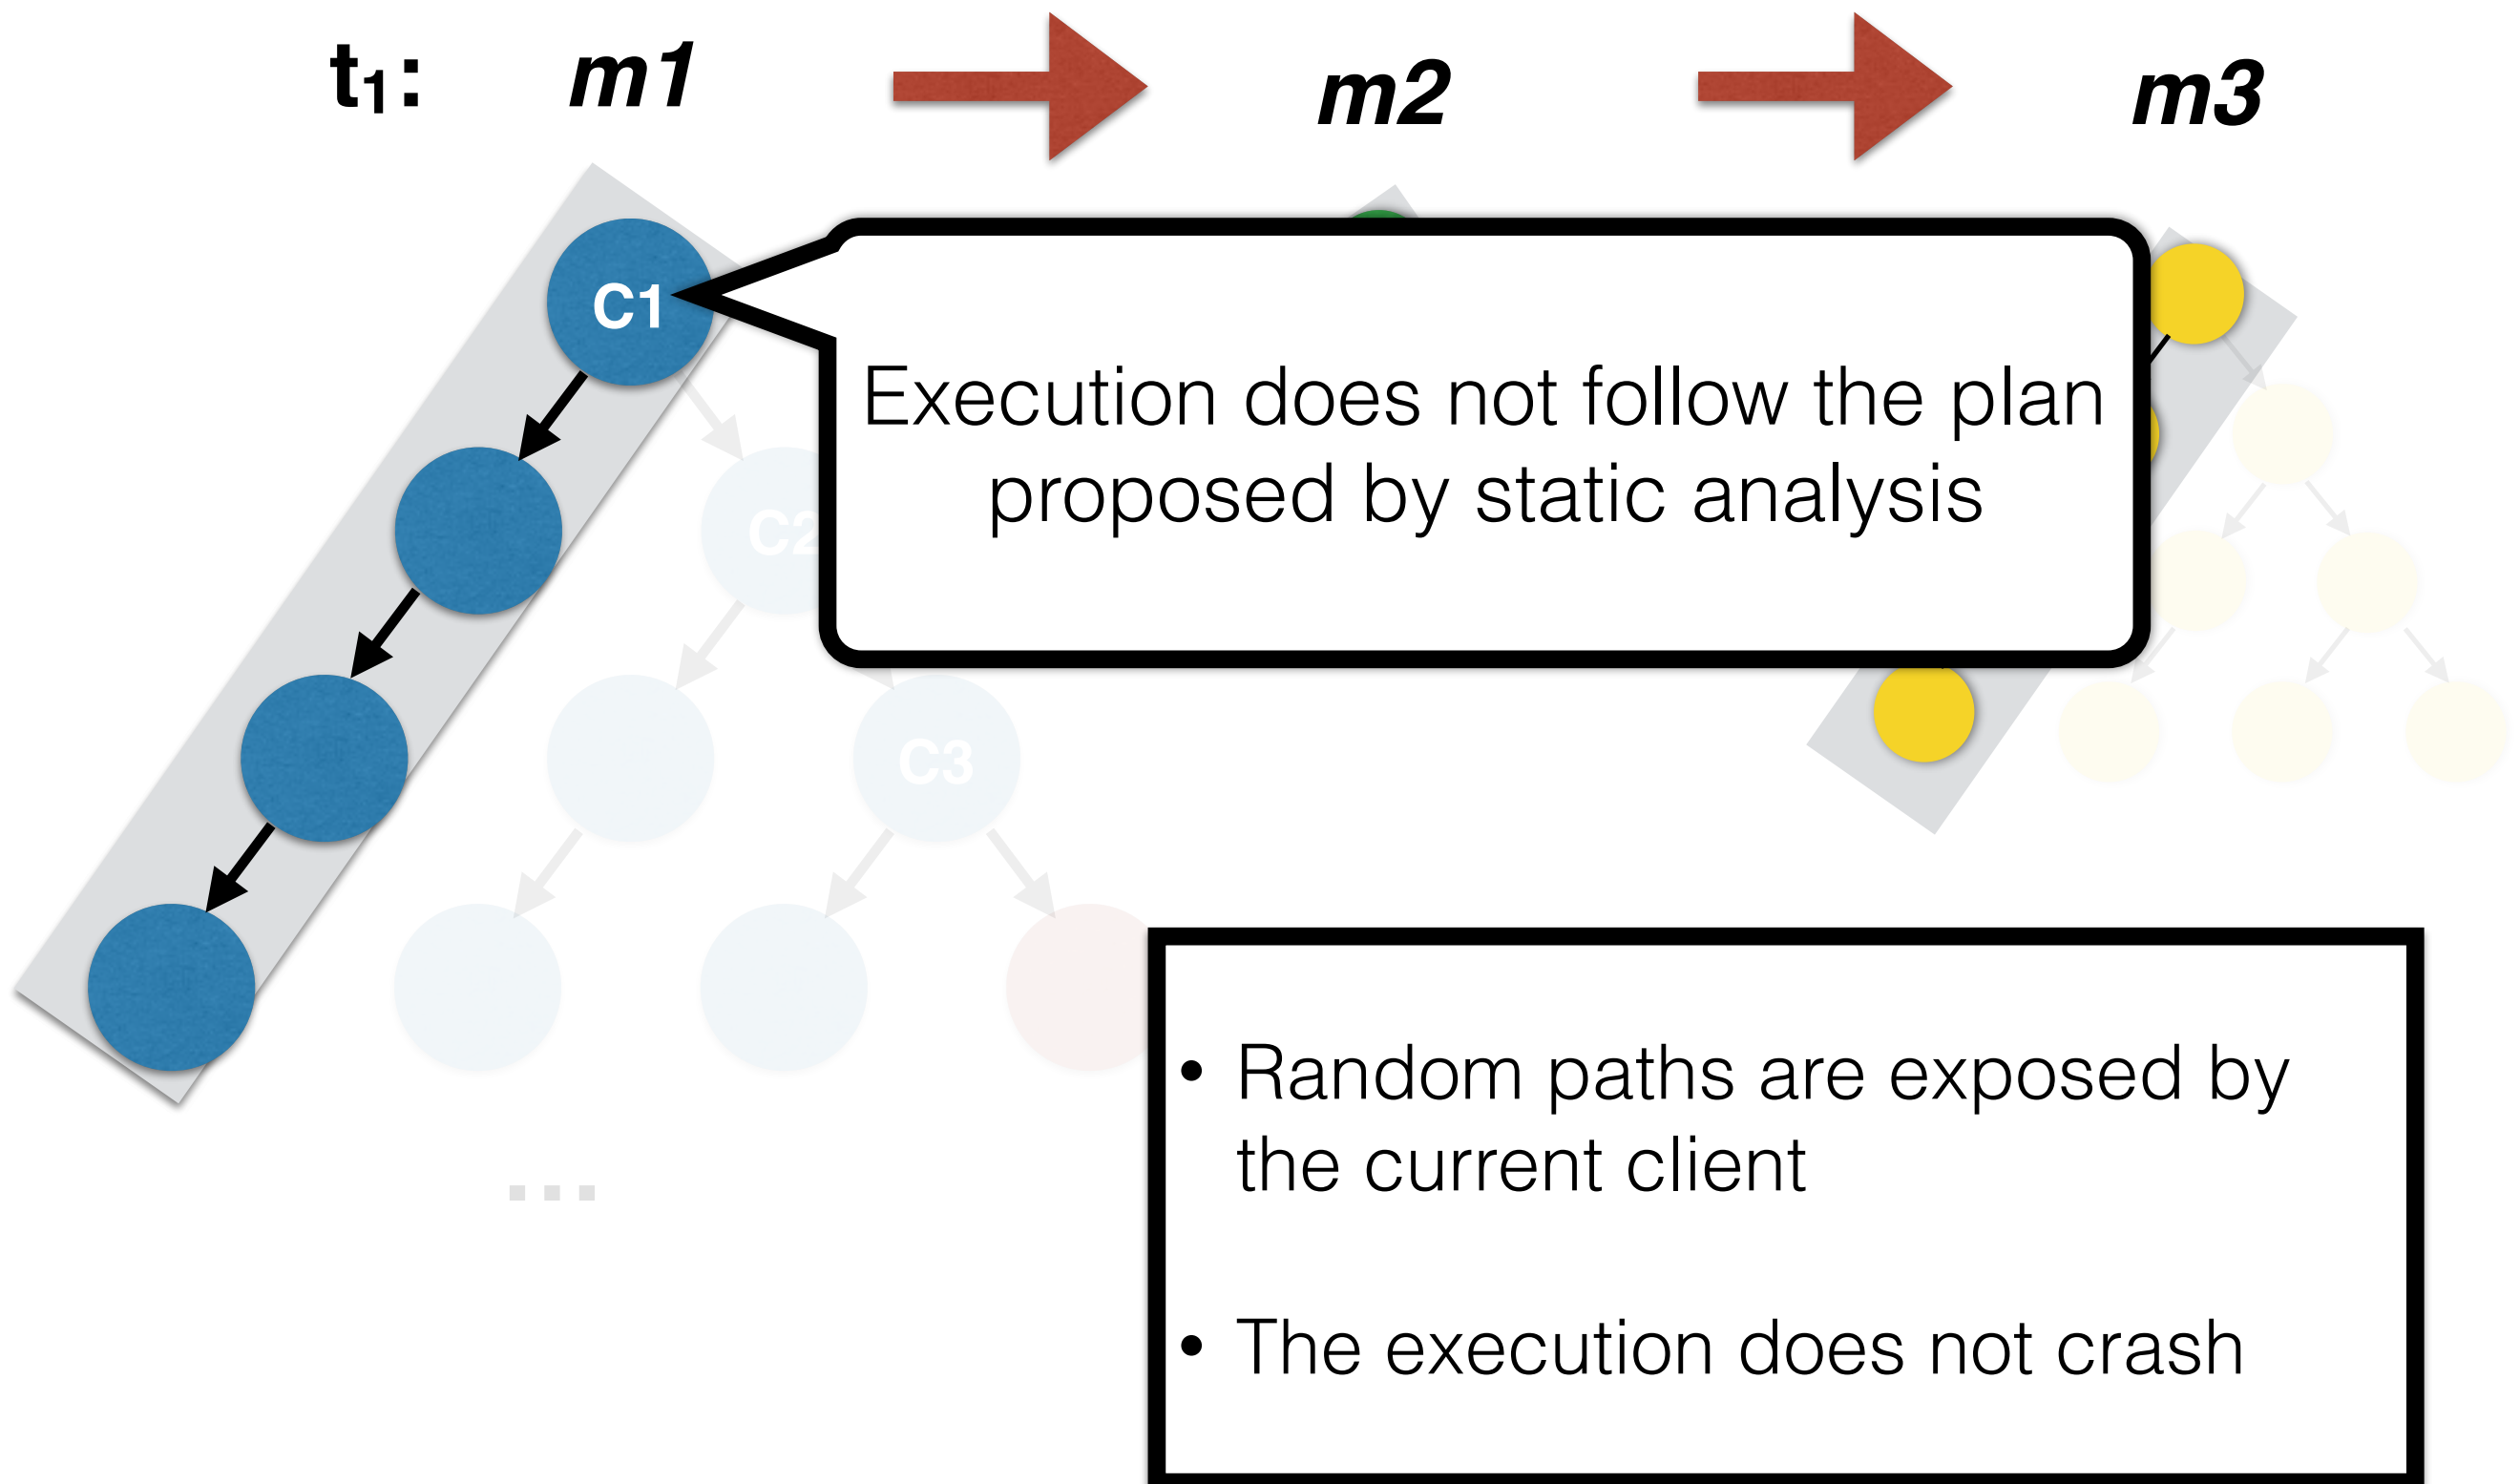 t₁: m1 m2 m3
C1
Execution does not follow the plan
proposed by static analysis
C2
C3
• Random paths are exposed by
the current client
...
• The execution does not crash